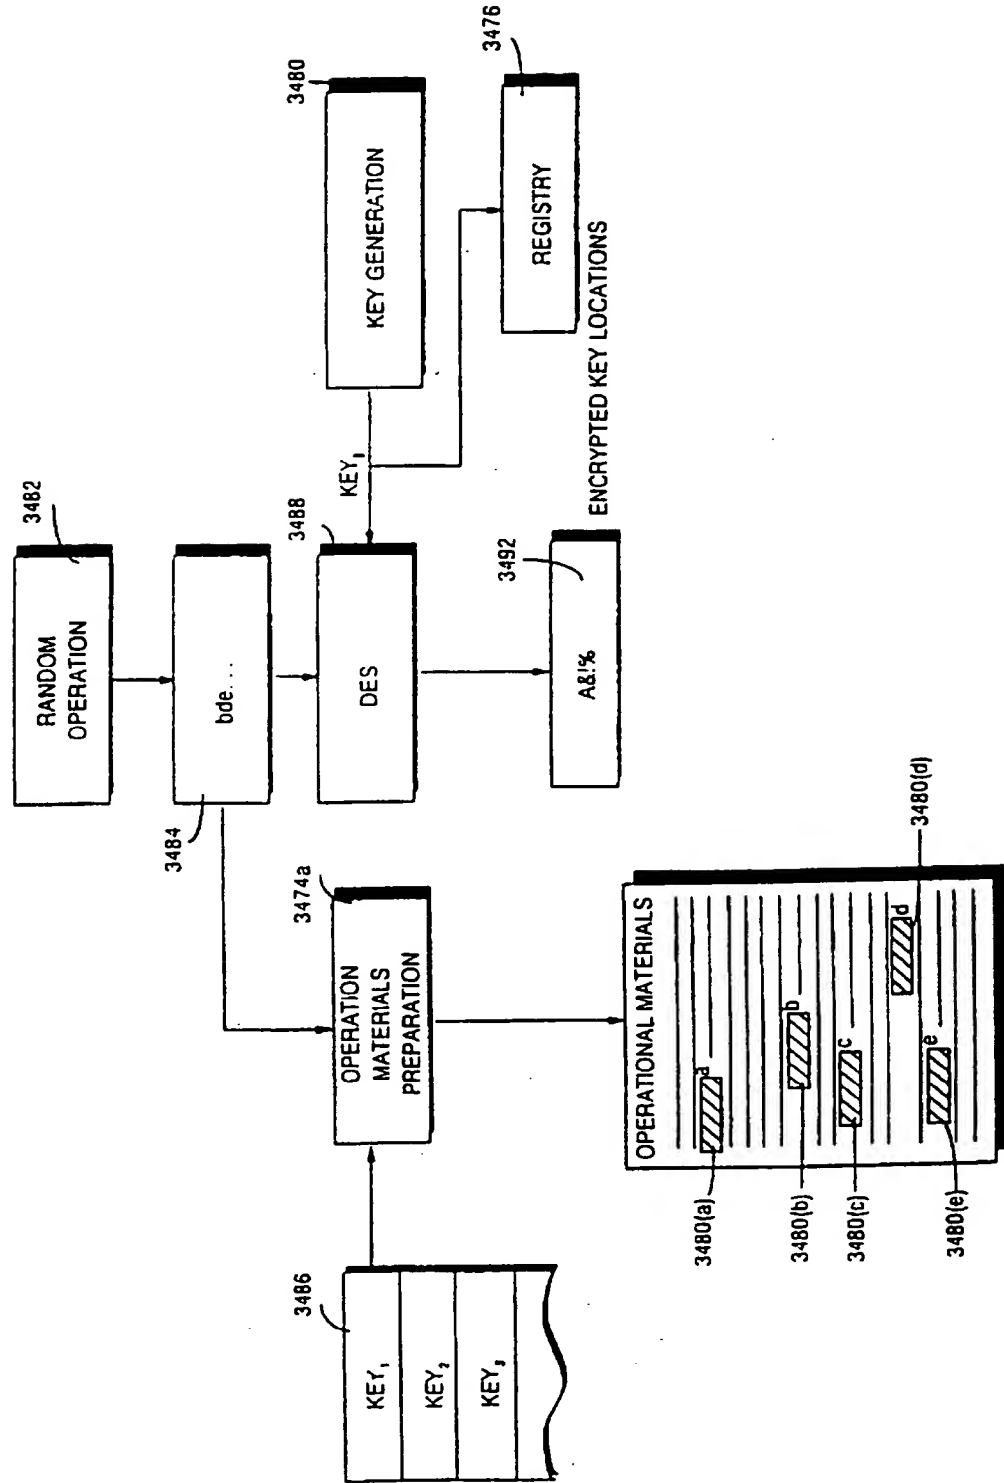 3482
RANDOM
OPERATION
3484
bde...
3488
DES
KEY₁
3480
KEY GENERATION
3476
REGISTRY
3492
A&!%
ENCRYPTED KEY LOCATIONS
3474a
OPERATION
MATERIALS
PREPARATION
3486
KEY₁
KEY₂
KEY₃
OPERATIONAL MATERIALS
a
b
c
d
e
3480(a)
3480(b)
3480(c)
3480(d)
3480(e)